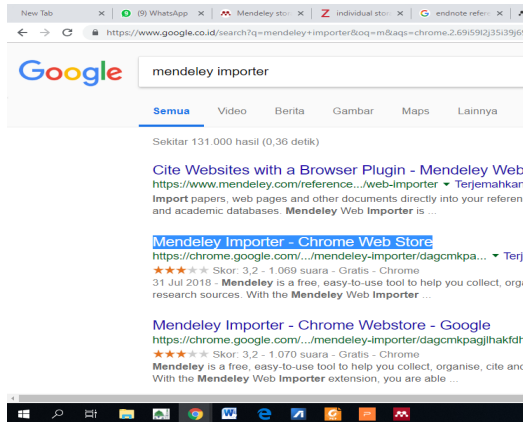 New Tab
(9) WhatsApp
Mendeley stor
individual stor
endnote refere
https://www.google.co.id/search?q=mendeley+importer&oq=m&aqs=chrome.2.69i59l2j35i39j69
Google
mendeley importer
Semua Video Berita Gambar Maps Lainnya
Sekitar 131.000 hasil (0,36 detik)
Cite Websites with a Browser Plugin - Mendeley Web
https://www.mendeley.com/reference.../web-importer ▼ Terjemahkan
Import papers, web pages and other documents directly into your referen
and academic databases. Mendeley Web Importer is ...
Mendeley Importer - Chrome Web Store
https://chrome.google.com/.../mendeley-importer/dagcmkpa... ▼ Terj
★★★★★ Skor: 3,2 - 1.069 suara - Gratis - Chrome
31 Jul 2018 - Mendeley is a free, easy-to-use tool to help you collect, orga
research sources. With the Mendeley Web Importer ...
Mendeley Importer - Chrome Webstore - Google
https://chrome.google.com/.../mendeley-importer/dagcmkpagjlhakfdh
★★★★★ Skor: 3,2 - 1.070 suara - Gratis - Chrome
Mendeley is a free, easy-to-use tool to help you collect, organise, cite and
With the Mendeley Web Importer extension, you are able ...